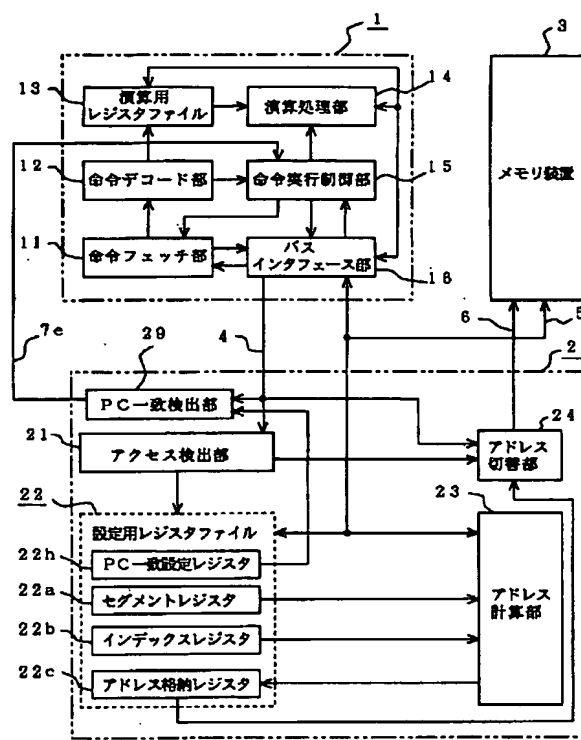 1
3
13
演算用
レジスタファイル
演算処理部
14
12
命令デコード部
命令実行制御部
15
メモリ装置
11
命令フェッチ部
バス
インタフェース部
16
7e
29
4
6
5
2
PC一致検出部
24
21
アクセス検出部
アドレス
切替部
22
23
設定用レジスタファイル
22h
PC一致設定レジスタ
22a
セグメントレジスタ
アドレス
計算部
22b
インデックスレジスタ
22c
アドレス格納レジスタ